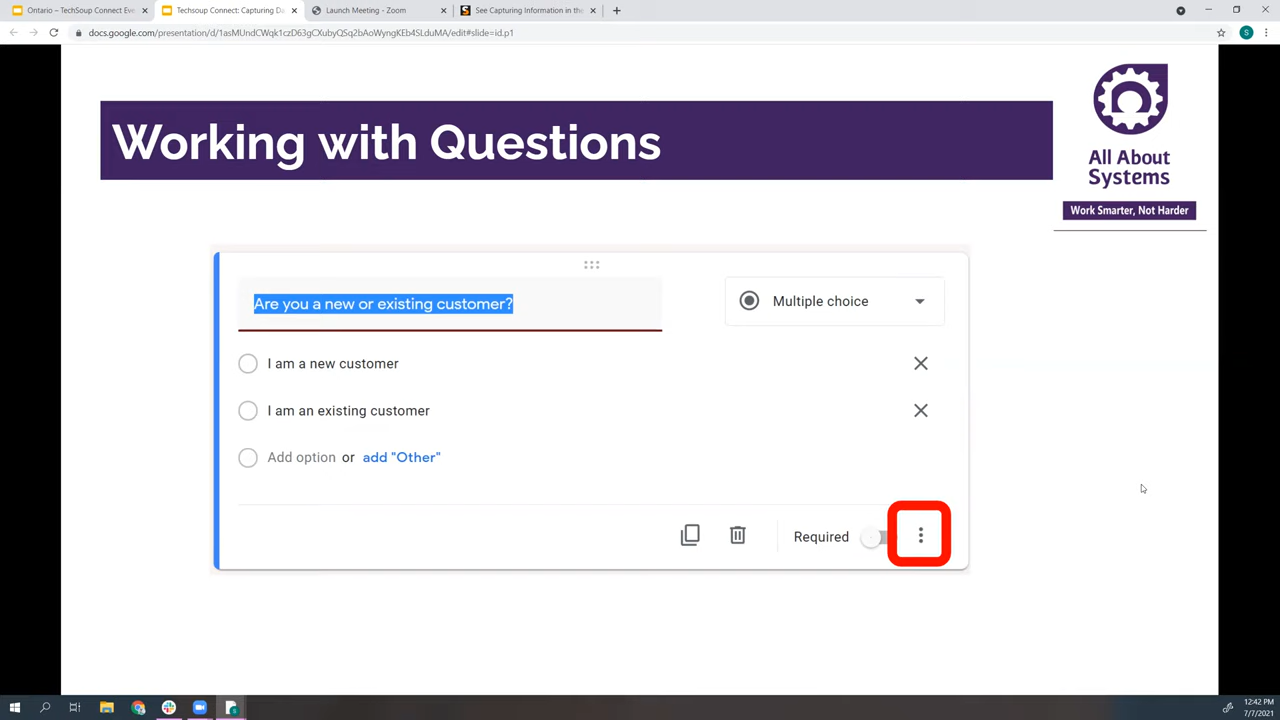 Ontario – TechSoup Connect Eve
Techsoup Connect: Capturing Da
Launch Meeting - Zoom
See Capturing Information in the
docs.google.com/presentation/d/1asMUndCWqk1czD63gCXubyQSq2bAoWyngKEb4SLduMA/edit#slide=id.p1
Working with Questions
All About
Systems
Work Smarter, Not Harder
Are you a new or existing customer?
Multiple choice
I am a new customer
I am an existing customer
Add option or add "Other"
Required
12:42 PM
7/7/2021